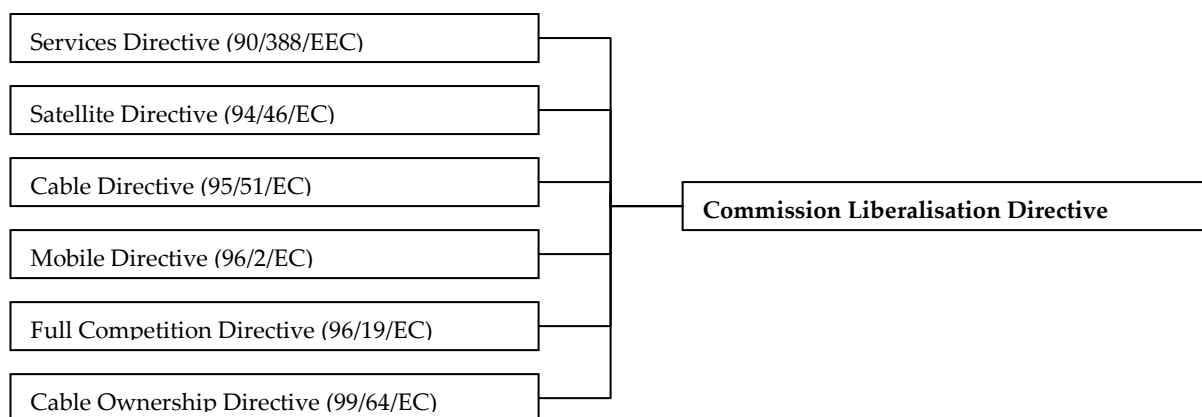 Services Directive (90/388/EEC)
Satellite Directive (94/46/EC)
Cable Directive (95/51/EC)
Commission Liberalisation Directive
Mobile Directive (96/2/EC)
Full Competition Directive (96/19/EC)
Cable Ownership Directive (99/64/EC)